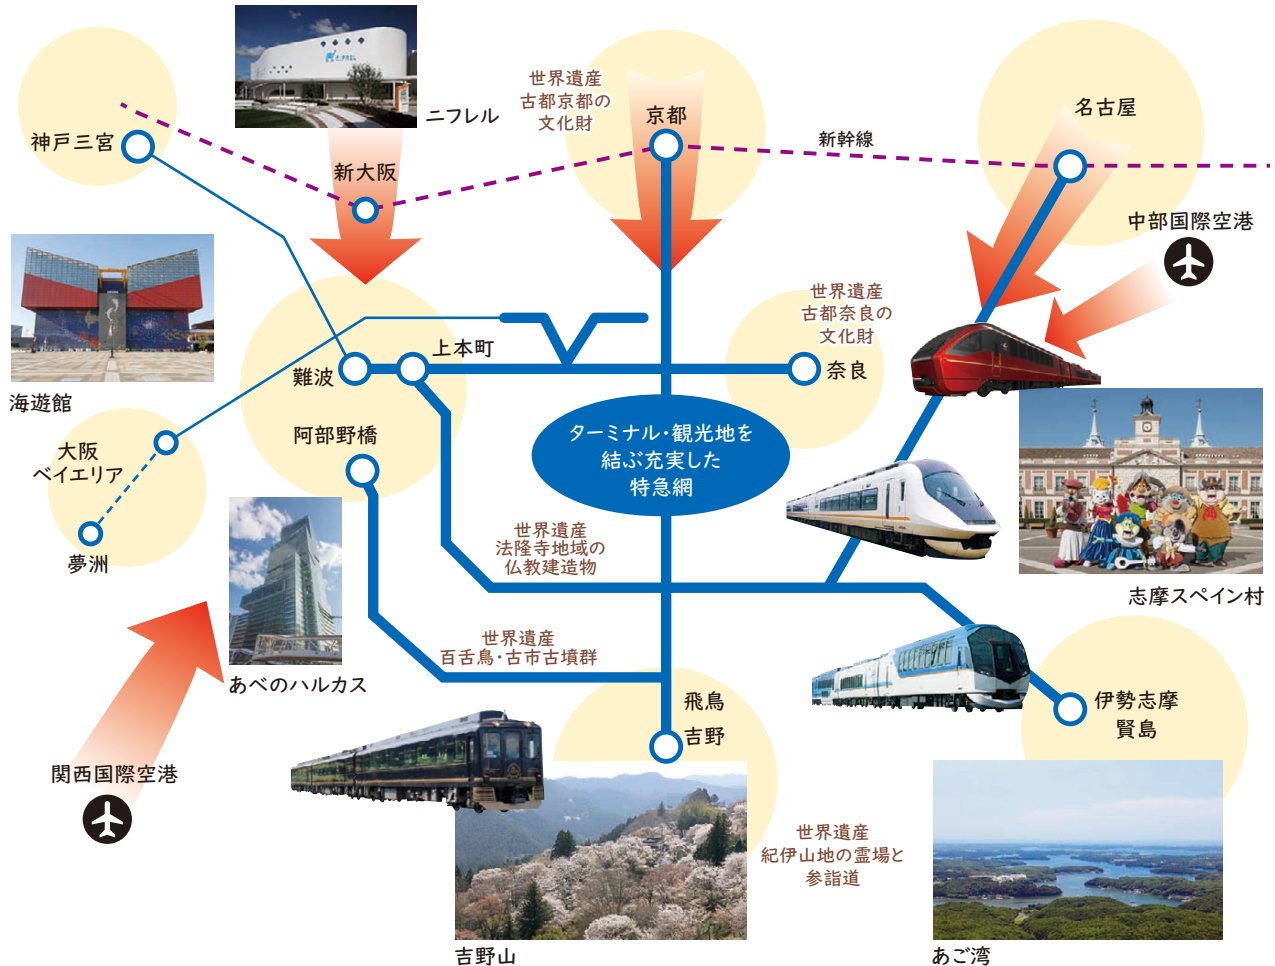 世界遺産
古都京都の
文化財
京都
名古屋
ニフレル
神戸三宮
新大阪
新幹線
中部国際空港
世界遺産
古都奈良の
文化財
上本町
難波
奈良
海遊館
大阪
ベイエリア
阿部野橋
ターミナル・観光地を
結ぶ充実した
特急網
世界遺産
法隆寺地域の
仏教建造物
夢洲
志摩スペイン村
世界遺産
百舌鳥・古市古墳群
あべのハルカス
飛鳥
吉野
伊勢志摩
賢島
関西国際空港
世界遺産
紀伊山地の霊場と
参詣道
吉野山
あご湾